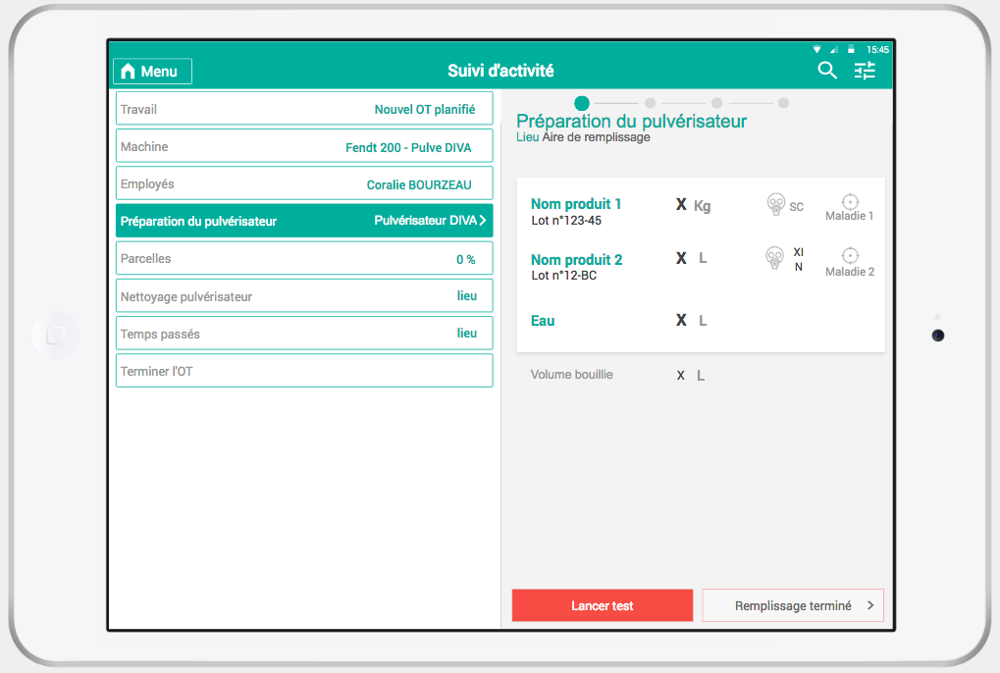 15:45
Menu
Suivi d'activité
Travail Nouvel OT planifié
Machine Fendt 200 - Pulve DIVA
Employés Coralie BOURZEAU
Préparation du pulvérisateur Pulvérisateur DIVA
Parcelles 0 %
Nettoyage pulvérisateur lieu
Temps passés lieu
Terminer l'OT
Préparation du pulvérisateur
Lieu Aire de remplissage
Nom produit 1 X Kg SC
Lot n°123-45 Maladie 1
Nom produit 2 X L XI
N
Lot n°12-BC Maladie 2
Eau X L
Volume bouillie X L
Lancer test
Remplissage terminé